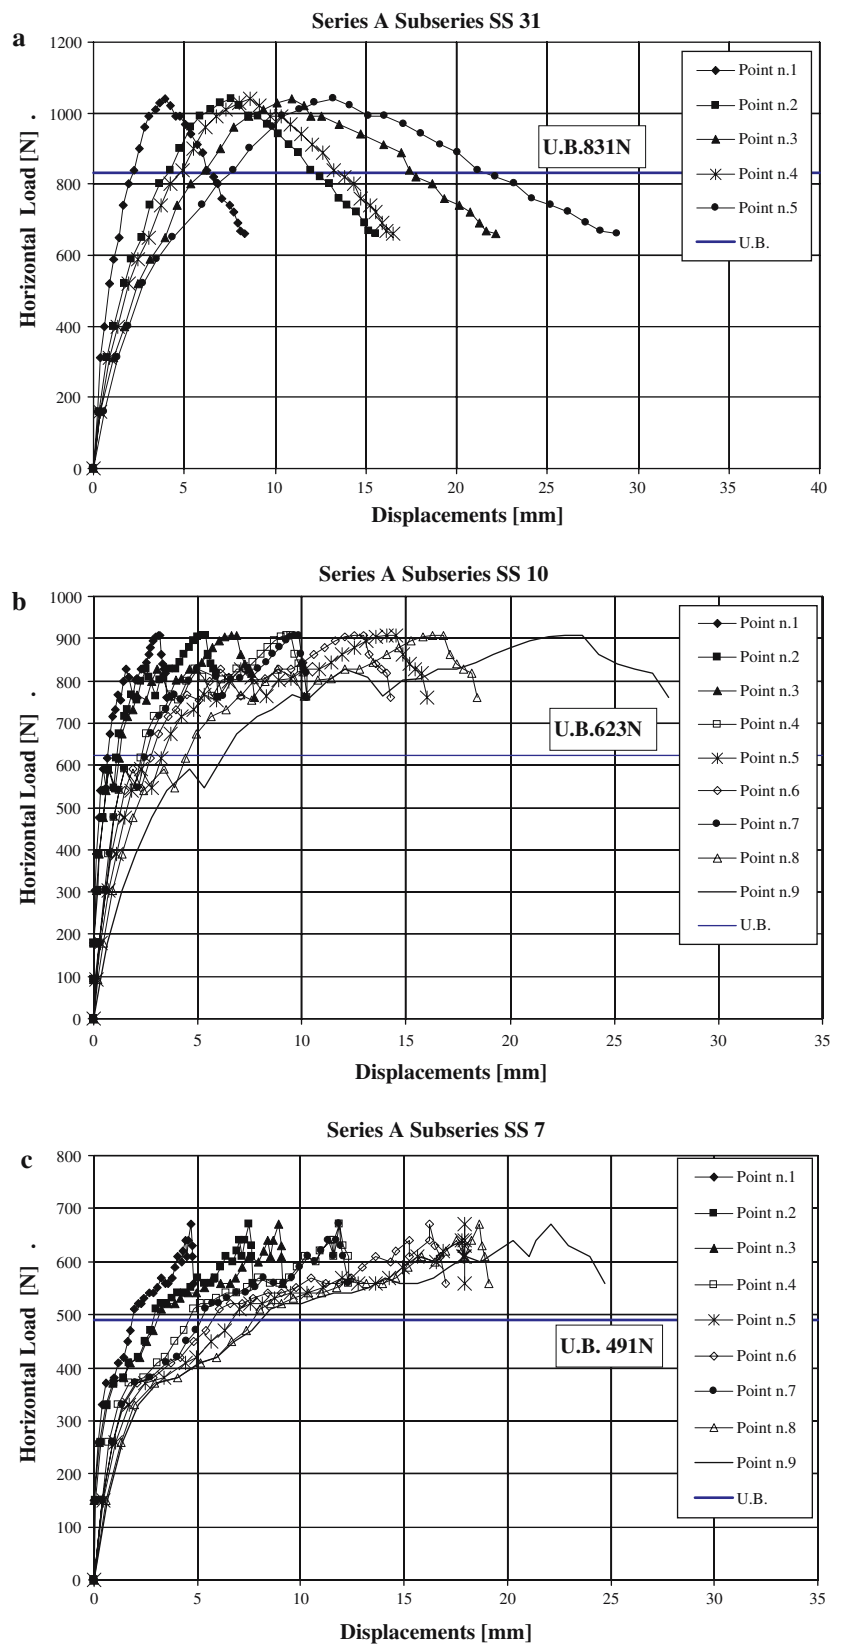 a
Series A Subseries SS 31
Horizontal Load [N] .
1200
1000
800
600
400
200
0
0 5 10 15 20 25 30 35 40
Displacements [mm]
U.B.831N
Point n.1
Point n.2
Point n.3
Point n.4
Point n.5
U.B.
b
Series A Subseries SS 10
Horizontal Load [N] .
1000
900
800
700
600
500
400
300
200
100
0
0 5 10 15 20 25 30 35
Displacements [mm]
U.B.623N
Point n.1
Point n.2
Point n.3
Point n.4
Point n.5
Point n.6
Point n.7
Point n.8
Point n.9
U.B.
c
Series A Subseries SS 7
Horizontal Load [N] .
800
700
600
500
400
300
200
100
0
0 5 10 15 20 25 30 35
Displacements [mm]
U.B. 491N
Point n.1
Point n.2
Point n.3
Point n.4
Point n.5
Point n.6
Point n.7
Point n.8
Point n.9
U.B.